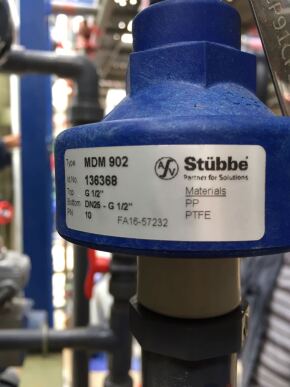 Type MDM 902
Id.No. 136368
Top G 1/2"
Bottom DN25 - G 1/2"
PN 10
FA16-57232
ASV Stübbe
Partner for Solutions
Materials
PP
PTFE